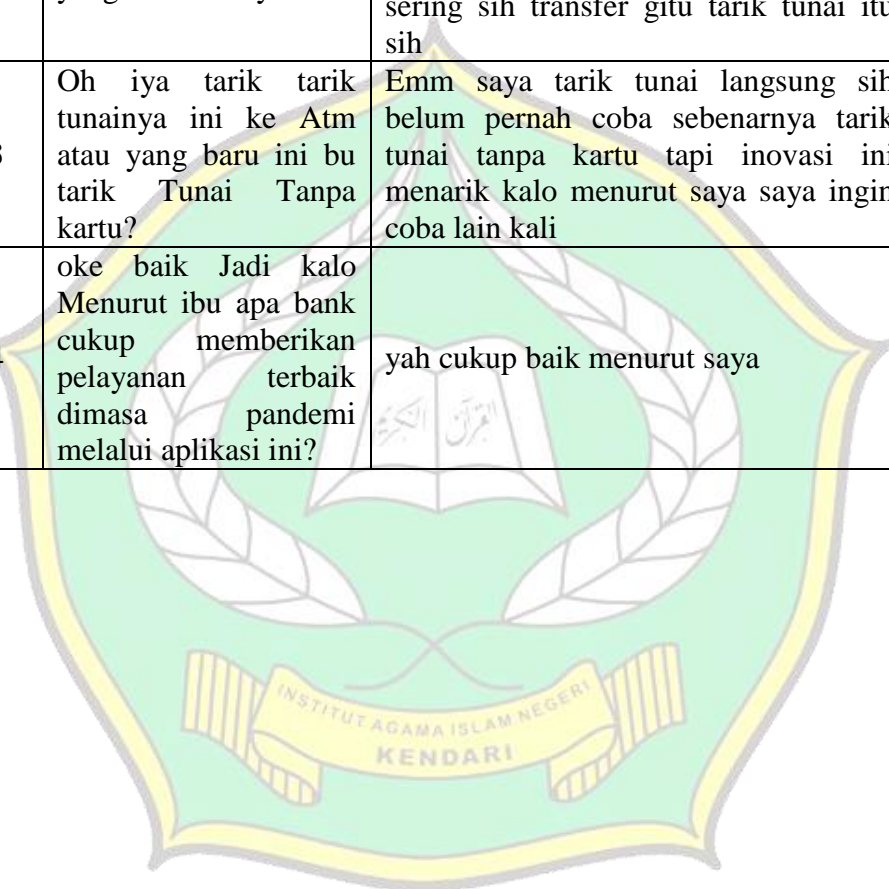 sering sih transfer gitu tarik tunai itu
sih
Oh iya tarik tarik
tunainya ini ke Atm
atau yang baru ini bu
tarik Tunai Tanpa
kartu?
Emm saya tarik tunai langsung sih
belum pernah coba sebenarnya tarik
tunai tanpa kartu tapi inovasi ini
menarik kalo menurut saya saya ingin
coba lain kali
oke baik Jadi kalo
Menurut ibu apa bank
cukup memberikan
pelayanan terbaik
dimasa pandemi
melalui aplikasi ini?
yah cukup baik menurut saya
القرآن الكريم
INSTITUT AGAMA ISLAM NEGERI
KENDARI